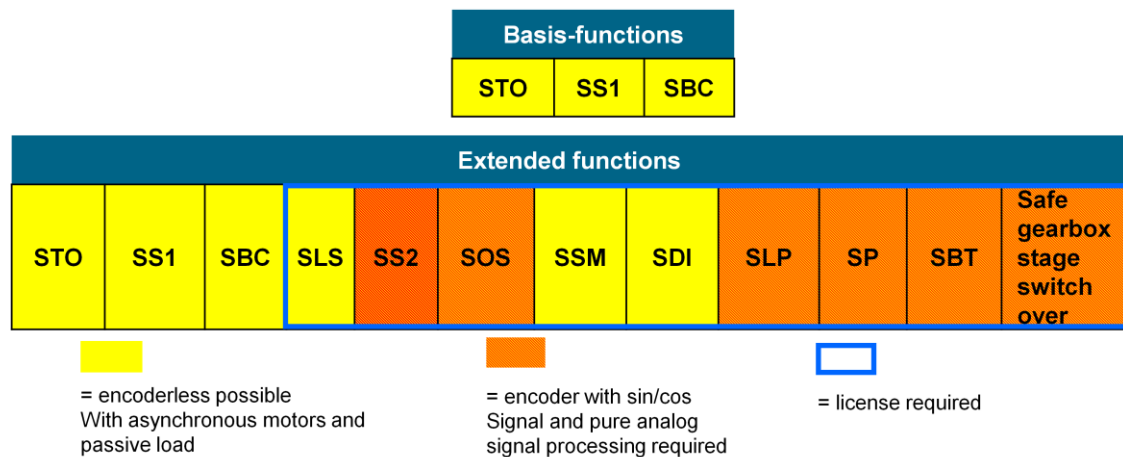 Basis-functions
STO SS1 SBC
Extended functions
STO SS1 SBC SLS SS2 SOS SSM SDI SLP SP SBT
Safe
gearbox
stage
switch
over
= encoderless possible
With asynchronous motors and
passive load
= encoder with sin/cos
Signal and pure analog
signal processing required
= license required